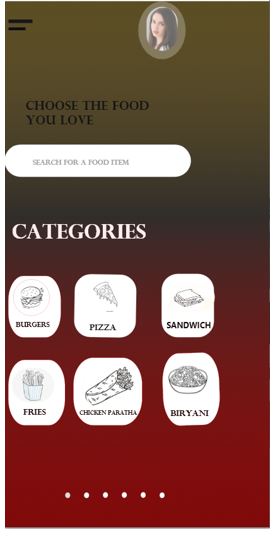 CHOOSE THE FOOD
YOU LOVE
SEARCH FOR A FOOD ITEM
CATEGORIES
BURGERS
PIZZA
SANDWICH
FRIES
CHICKEN PARATHA
BIRYANI